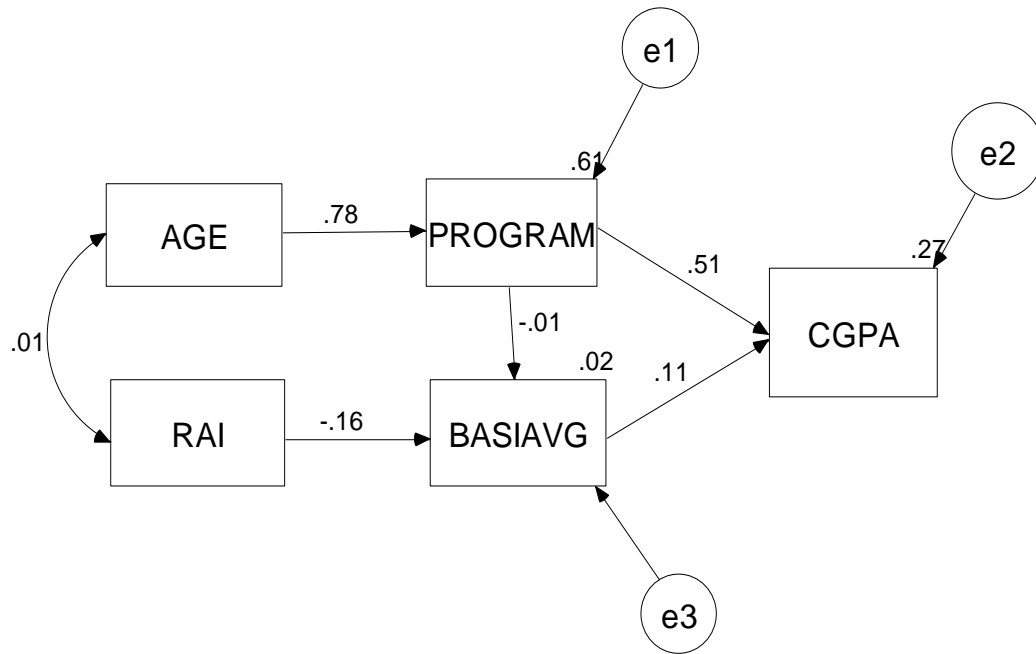 e1
e2
.61
AGE
.78
PROGRAM
.51
.27
CGPA
.01
-.01
.02
.11
RAI
-.16
BASIAVG
e3